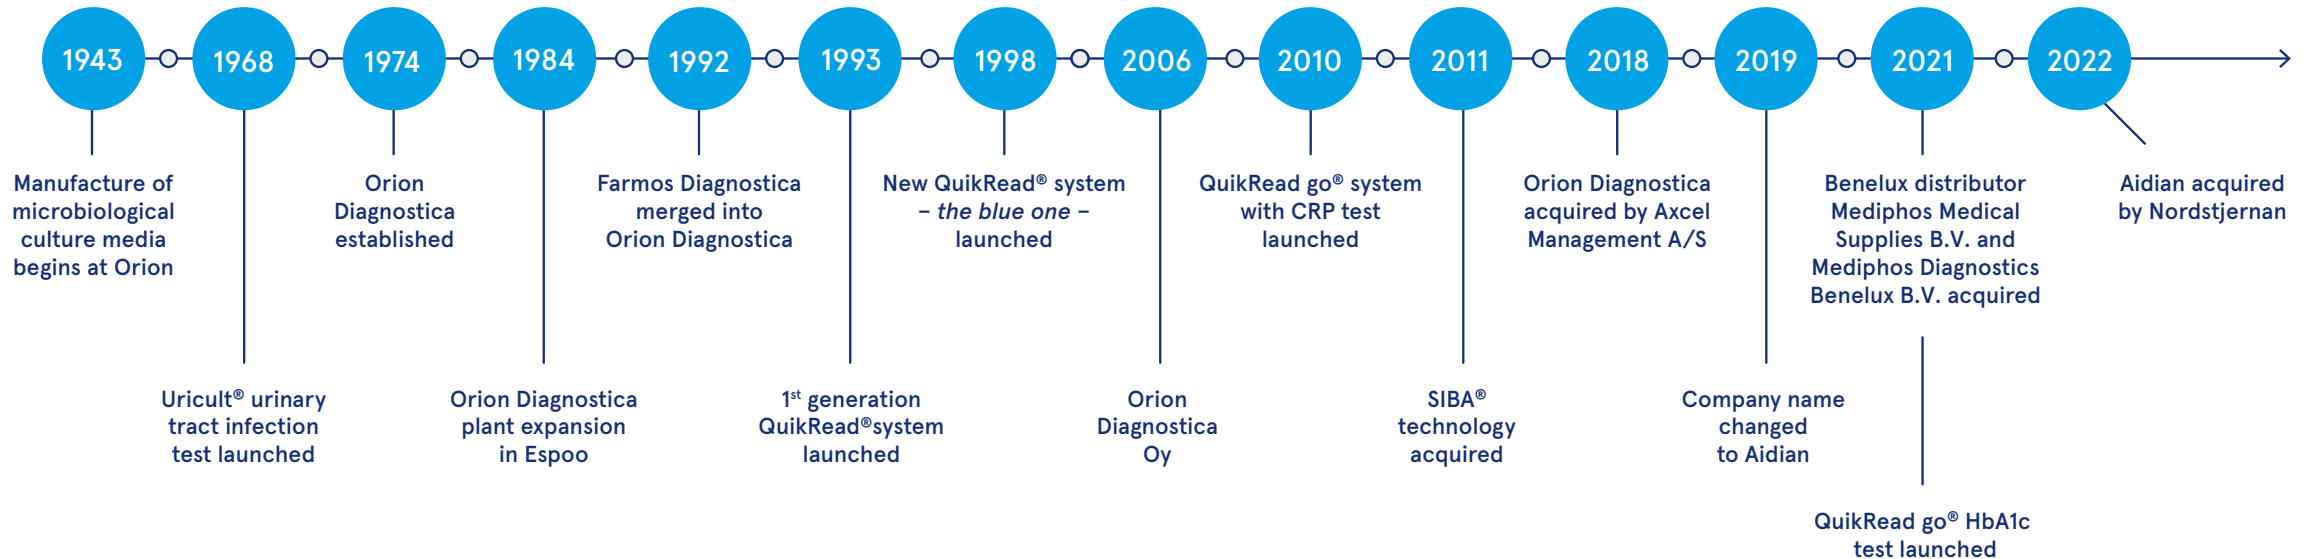 1943
1968
1974
1984
1992
1993
1998
2006
2010
2011
2018
2019
2021
2022
Manufacture of
microbiological
culture media
begins at Orion
Uricult® urinary
tract infection
test launched
Orion
Diagnostica
established
Orion Diagnostica
plant expansion
in Espoo
Farmos Diagnostica
merged into
Orion Diagnostica
1st generation
QuikRead®system
launched
New QuikRead® system
– the blue one –
launched
Orion
Diagnostica
Oy
QuikRead go® system
with CRP test
launched
SIBA®
technology
acquired
Orion Diagnostica
acquired by Axcel
Management A/S
Company name
changed
to Aidian
Benelux distributor
Mediphos Medical
Supplies B.V. and
Mediphos Diagnostics
Benelux B.V. acquired
QuikRead go® HbA1c
test launched
Aidian acquired
by Nordstjernan